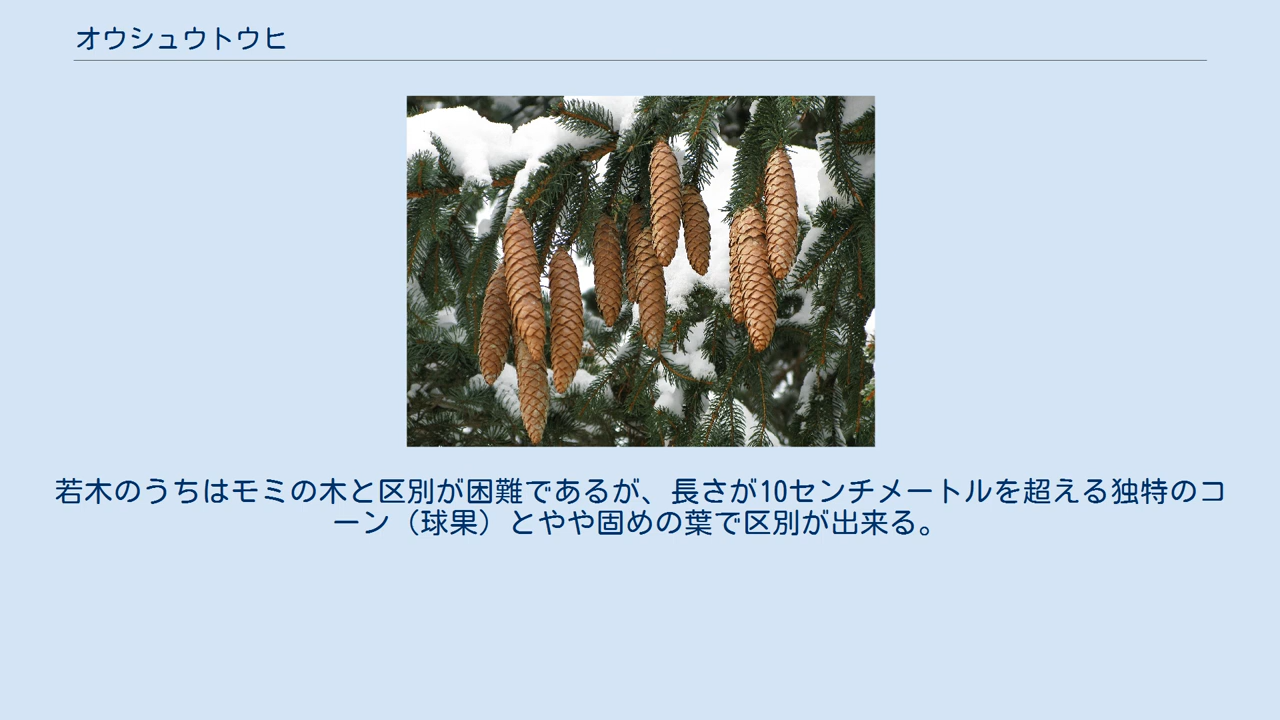 オウシュウトウヒ
若木のうちはモミの木と区別が困難であるが、長さが10センチメートルを超える独特のコ
ーン（球果）とやや固めの葉で区別が出来る。